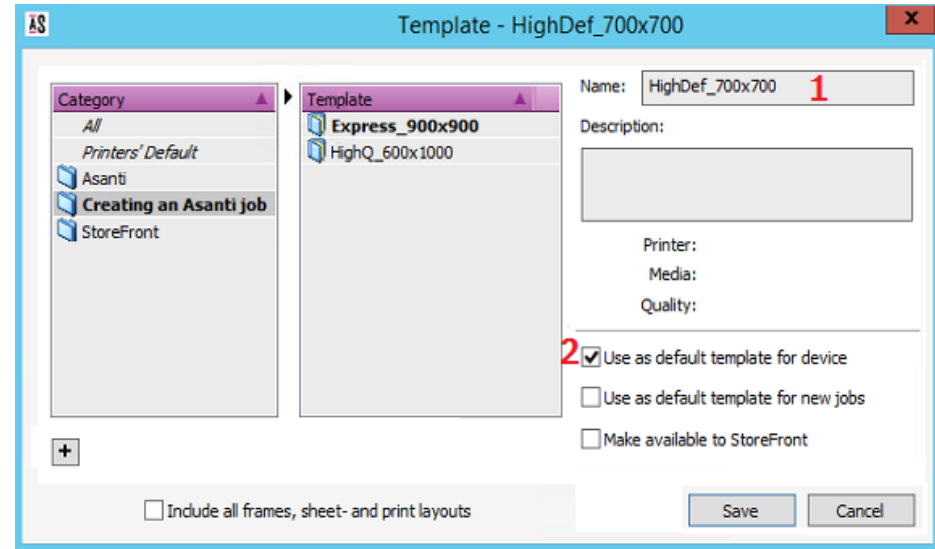 AS Template - HighDef_700x700 x
Category
All
Printers' Default
Asanti
Creating an Asanti job
StoreFront
+
Template
Express_900x900
HighQ_600x1000
Name: HighDef_700x700 1
Description:
Printer:
Media:
Quality:
2 Use as default template for device
Use as default template for new jobs
Make available to StoreFront
Include all frames, sheet- and print layouts
Save Cancel